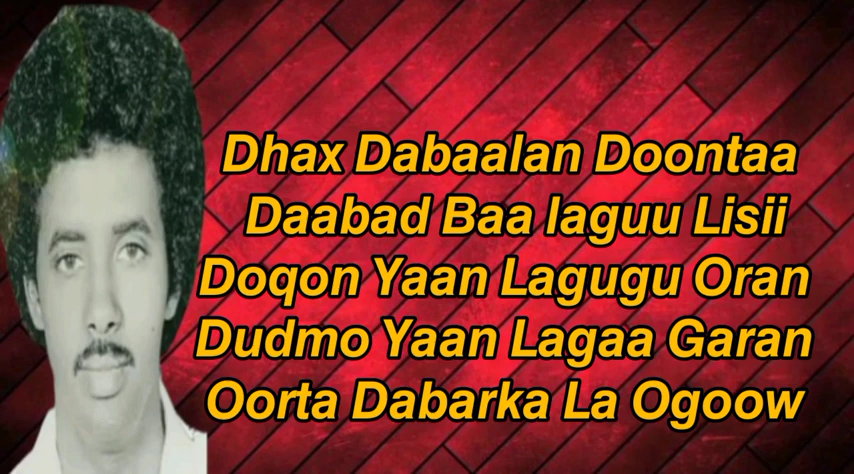 Dhax Dabaalan Doontaa
Daabad Baa laguu Lisii
Doqon Yaan Lagugu Oran
Dudmo Yaan Lagaa Garan
Oorta Dabarka La Ogoow